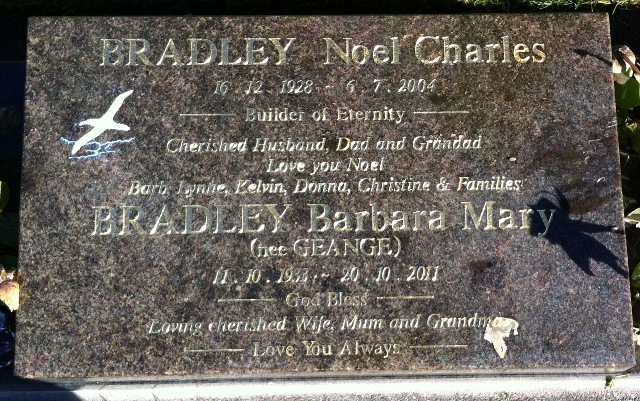 BRADLEY Noel Charles
16 . 12 . 1928 ~ 6 . 7 . 2004
Builder of Eternity
Cherished Husband, Dad and Grandad
Love you Noel
Barb, Lynne, Kelvin, Donna, Christine & Families
BRADLEY Barbara Mary
(nee GEANGE)
11 . 10 . 1933 ~ 20 . 10 . 2011
God Bless
Loving cherished Wife, Mum and Grandma
Love You Always